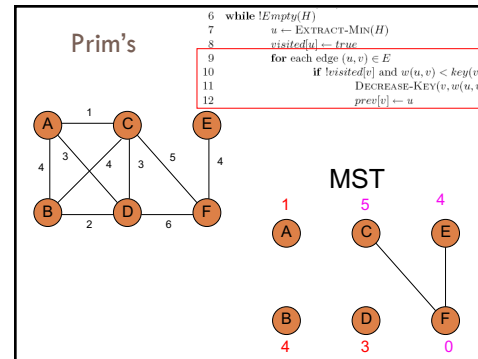 Prim's
6 while !Empty(H)
7 u ← EXTRACT-MIN(H)
8 visited[u] ← true
9 for each edge (u, v) ∈ E
10 if !visited[v] and w(u, v) < key(v
11 DECREASE-KEY(v, w(u,
12 prev[v] ← u
1
A C E
4 3 4 3 5 4
B D F
2 6
MST
1 5 4
A C E
B D F
4 3 0